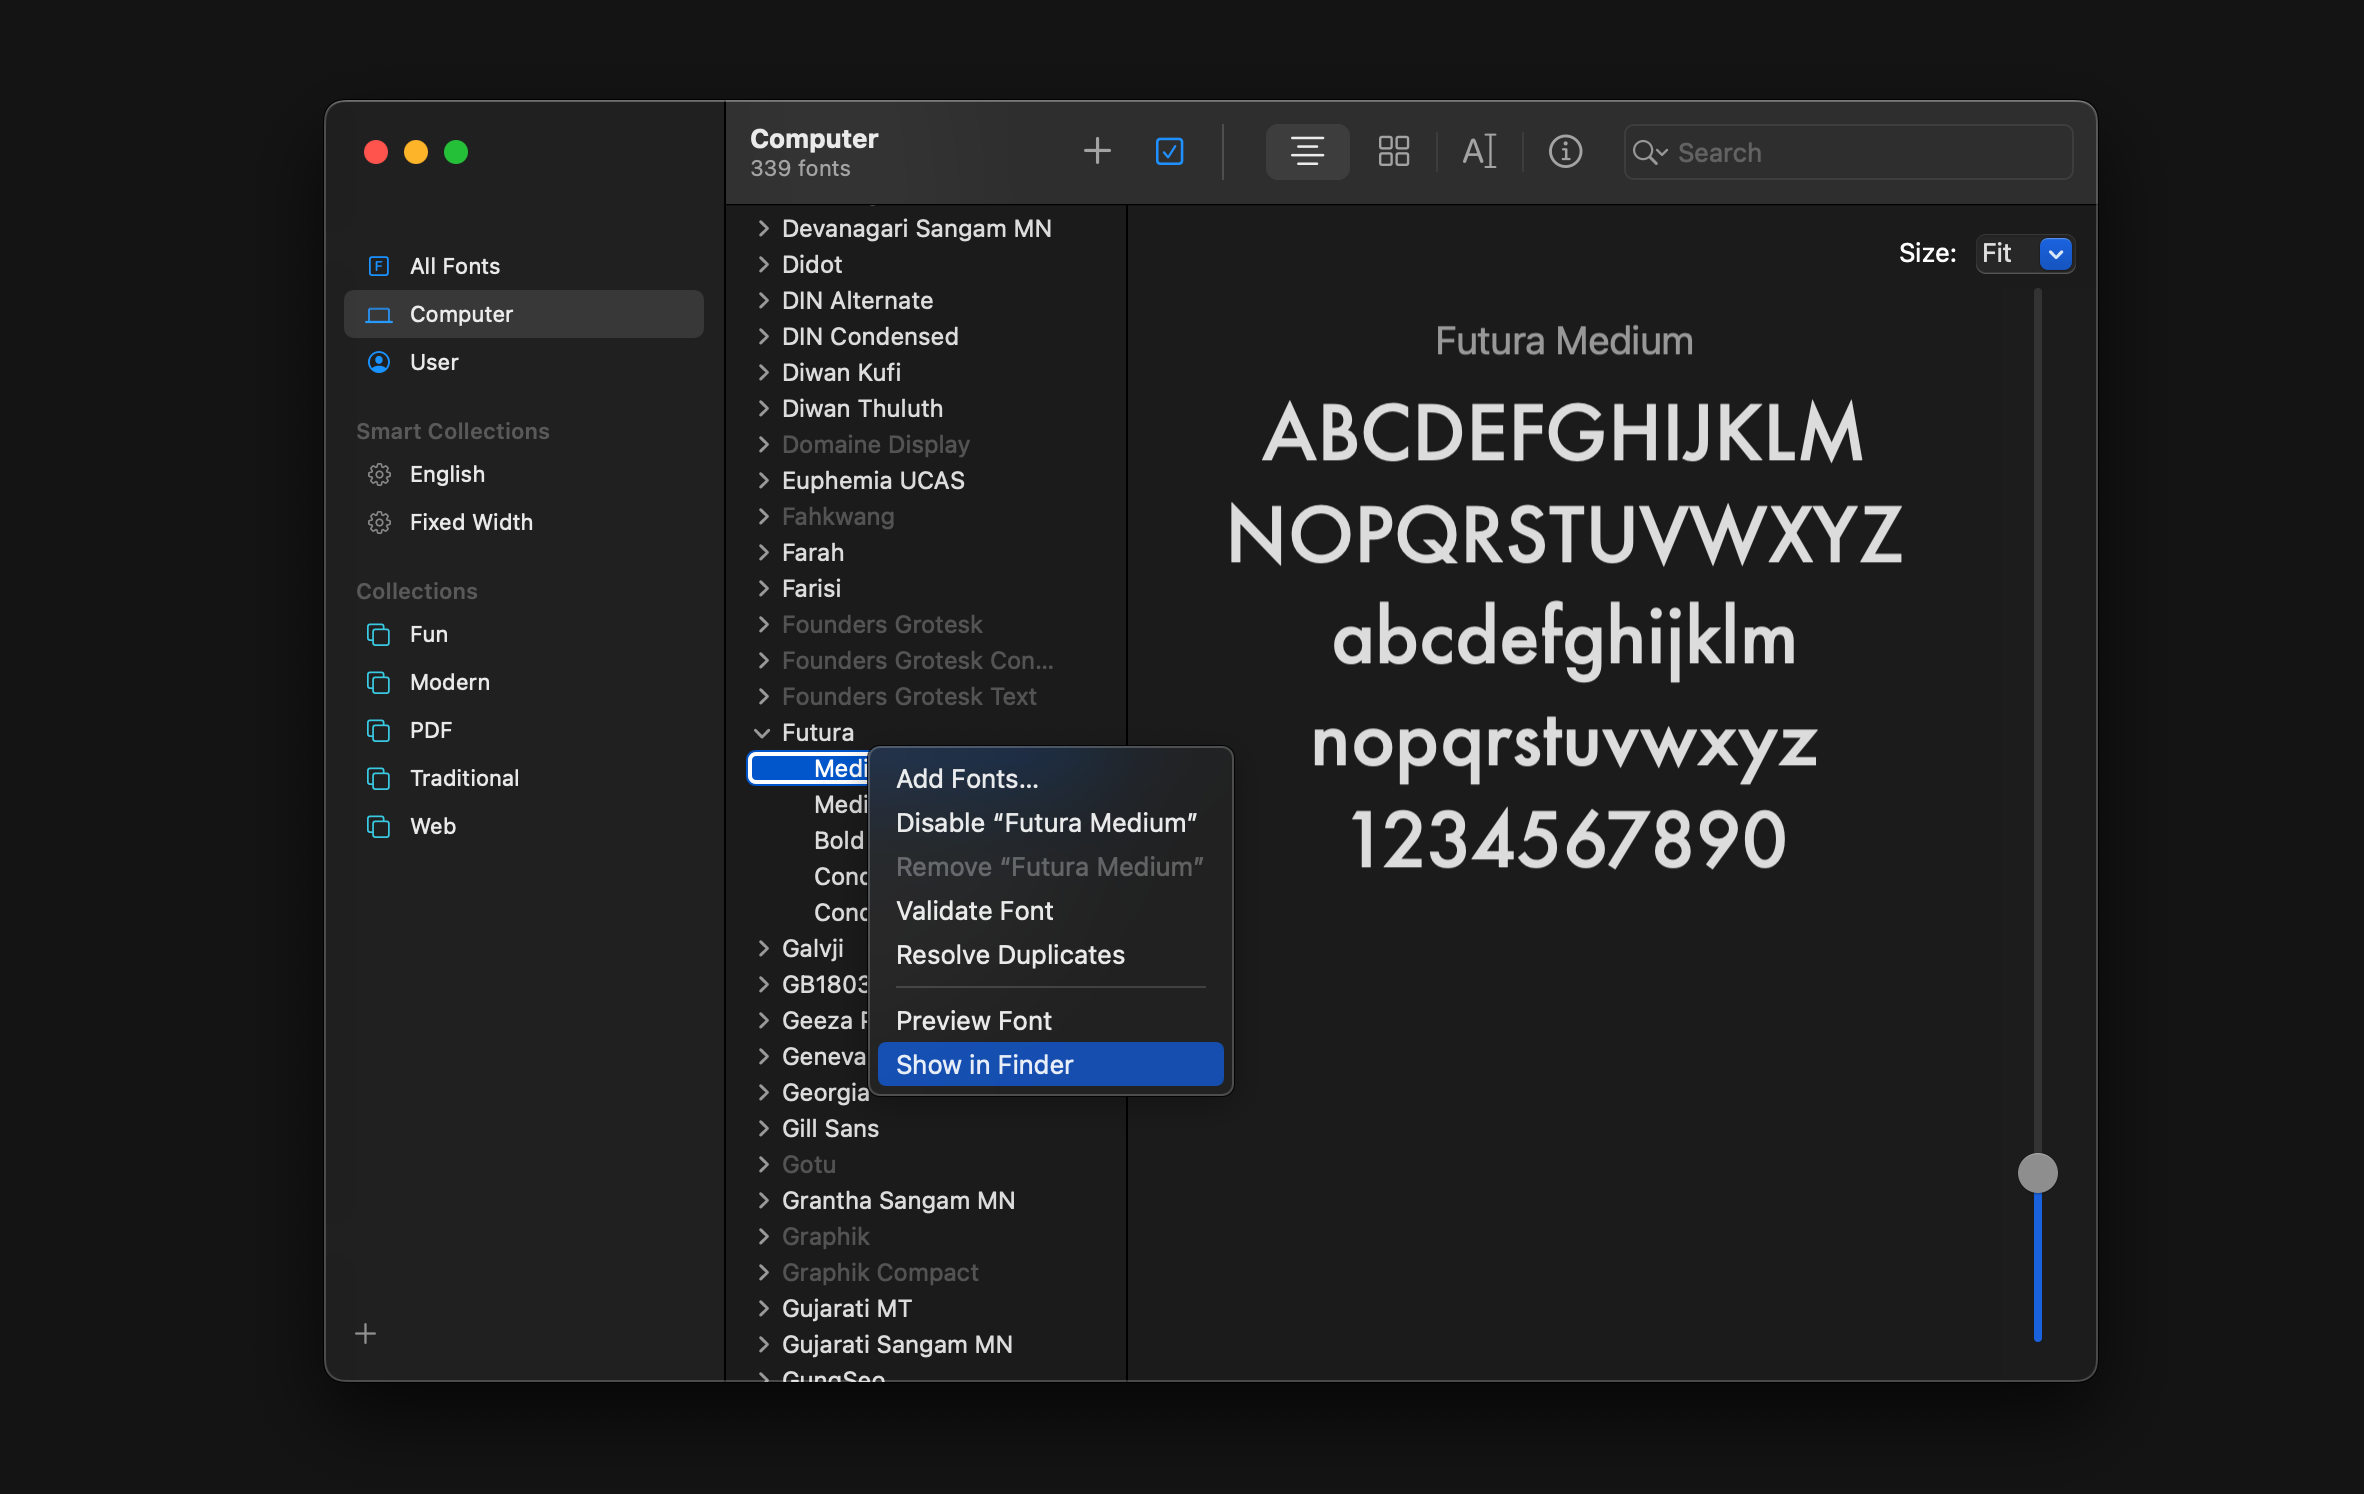 Computer
339 fonts
Search
All Fonts
Computer
User
Smart Collections
English
Fixed Width
Collections
Fun
Modern
PDF
Traditional
Web
Devanagari Sangam MN
Didot
DIN Alternate
DIN Condensed
Diwan Kufi
Diwan Thuluth
Domaine Display
Euphemia UCAS
Fahkwang
Farah
Farisi
Founders Grotesk
Founders Grotesk Con...
Founders Grotesk Text
Futura
Medi
Medi
Bold
Cond
Cond
Galvji
GB1803
Geeza P
Geneva
Georgia
Gill Sans
Gotu
Grantha Sangam MN
Graphik
Graphik Compact
Gujarati MT
Gujarati Sangam MN
GungSeo
Add Fonts...
Disable “Futura Medium”
Remove “Futura Medium”
Validate Font
Resolve Duplicates
Preview Font
Show in Finder
Size: Fit
Futura Medium
ABCDEFGHIJKLM
NOPQRSTUVWXYZ
abcdefghijklm
nopqrstuvwxyz
1234567890